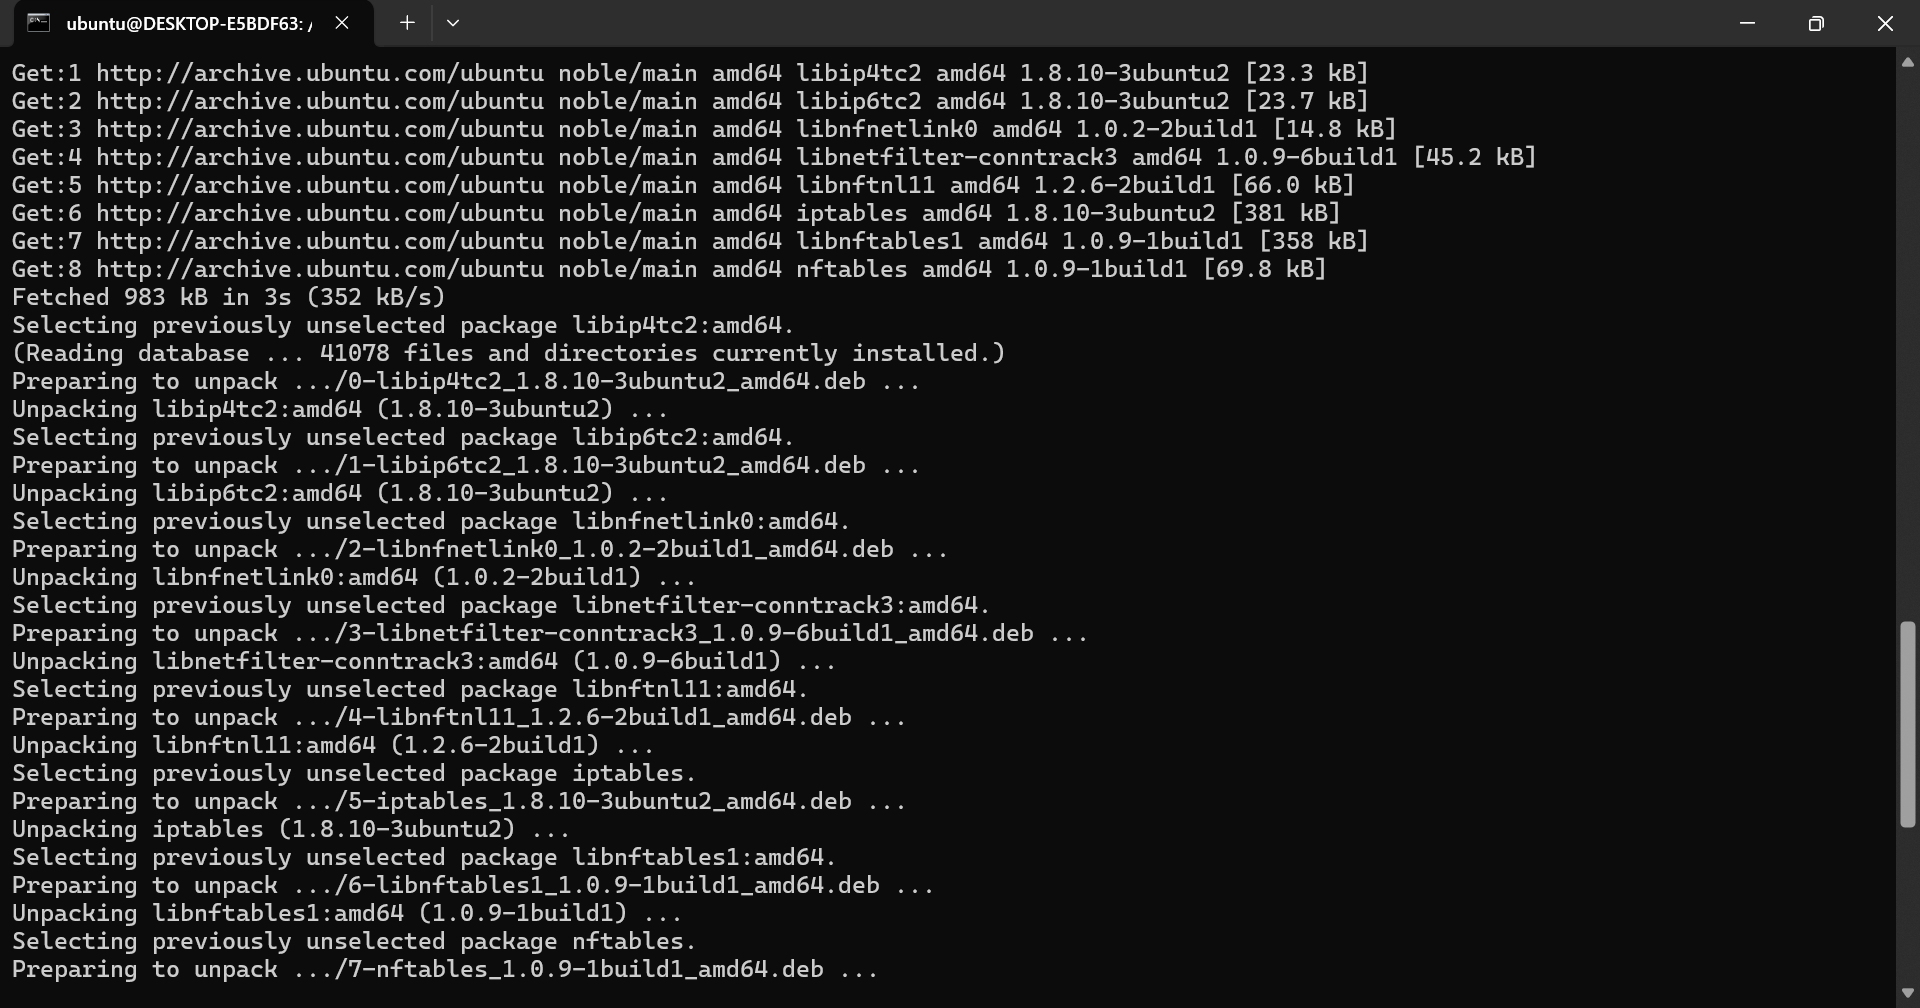 ubuntu@DESKTOP-E5BDF63: /
Get:1 http://archive.ubuntu.com/ubuntu noble/main amd64 libip4tc2 amd64 1.8.10-3ubuntu2 [23.3 kB]
Get:2 http://archive.ubuntu.com/ubuntu noble/main amd64 libip6tc2 amd64 1.8.10-3ubuntu2 [23.7 kB]
Get:3 http://archive.ubuntu.com/ubuntu noble/main amd64 libnfnetlink0 amd64 1.0.2-2build1 [14.8 kB]
Get:4 http://archive.ubuntu.com/ubuntu noble/main amd64 libnetfilter-conntrack3 amd64 1.0.9-6build1 [45.2 kB]
Get:5 http://archive.ubuntu.com/ubuntu noble/main amd64 libnftnl11 amd64 1.2.6-2build1 [66.0 kB]
Get:6 http://archive.ubuntu.com/ubuntu noble/main amd64 iptables amd64 1.8.10-3ubuntu2 [381 kB]
Get:7 http://archive.ubuntu.com/ubuntu noble/main amd64 libnftables1 amd64 1.0.9-1build1 [358 kB]
Get:8 http://archive.ubuntu.com/ubuntu noble/main amd64 nftables amd64 1.0.9-1build1 [69.8 kB]
Fetched 983 kB in 3s (352 kB/s)
Selecting previously unselected package libip4tc2:amd64.
(Reading database ... 41078 files and directories currently installed.)
Preparing to unpack .../0-libip4tc2_1.8.10-3ubuntu2_amd64.deb ...
Unpacking libip4tc2:amd64 (1.8.10-3ubuntu2) ...
Selecting previously unselected package libip6tc2:amd64.
Preparing to unpack .../1-libip6tc2_1.8.10-3ubuntu2_amd64.deb ...
Unpacking libip6tc2:amd64 (1.8.10-3ubuntu2) ...
Selecting previously unselected package libnfnetlink0:amd64.
Preparing to unpack .../2-libnfnetlink0_1.0.2-2build1_amd64.deb ...
Unpacking libnfnetlink0:amd64 (1.0.2-2build1) ...
Selecting previously unselected package libnetfilter-conntrack3:amd64.
Preparing to unpack .../3-libnetfilter-conntrack3_1.0.9-6build1_amd64.deb ...
Unpacking libnetfilter-conntrack3:amd64 (1.0.9-6build1) ...
Selecting previously unselected package libnftnl11:amd64.
Preparing to unpack .../4-libnftnl11_1.2.6-2build1_amd64.deb ...
Unpacking libnftnl11:amd64 (1.2.6-2build1) ...
Selecting previously unselected package iptables.
Preparing to unpack .../5-iptables_1.8.10-3ubuntu2_amd64.deb ...
Unpacking iptables (1.8.10-3ubuntu2) ...
Selecting previously unselected package libnftables1:amd64.
Preparing to unpack .../6-libnftables1_1.0.9-1build1_amd64.deb ...
Unpacking libnftables1:amd64 (1.0.9-1build1) ...
Selecting previously unselected package nftables.
Preparing to unpack .../7-nftables_1.0.9-1build1_amd64.deb ...